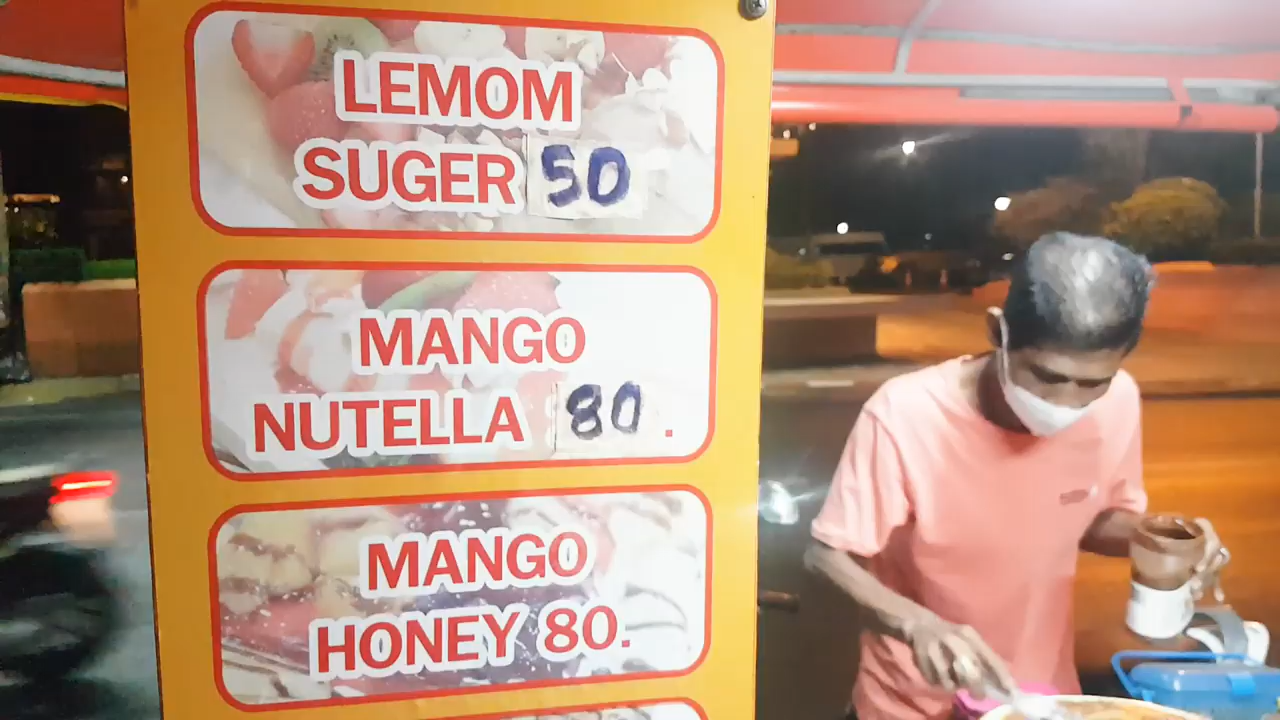 LEMOM
SUGER 50
MANGO
NUTELLA 80.
MANGO
HONEY 80.